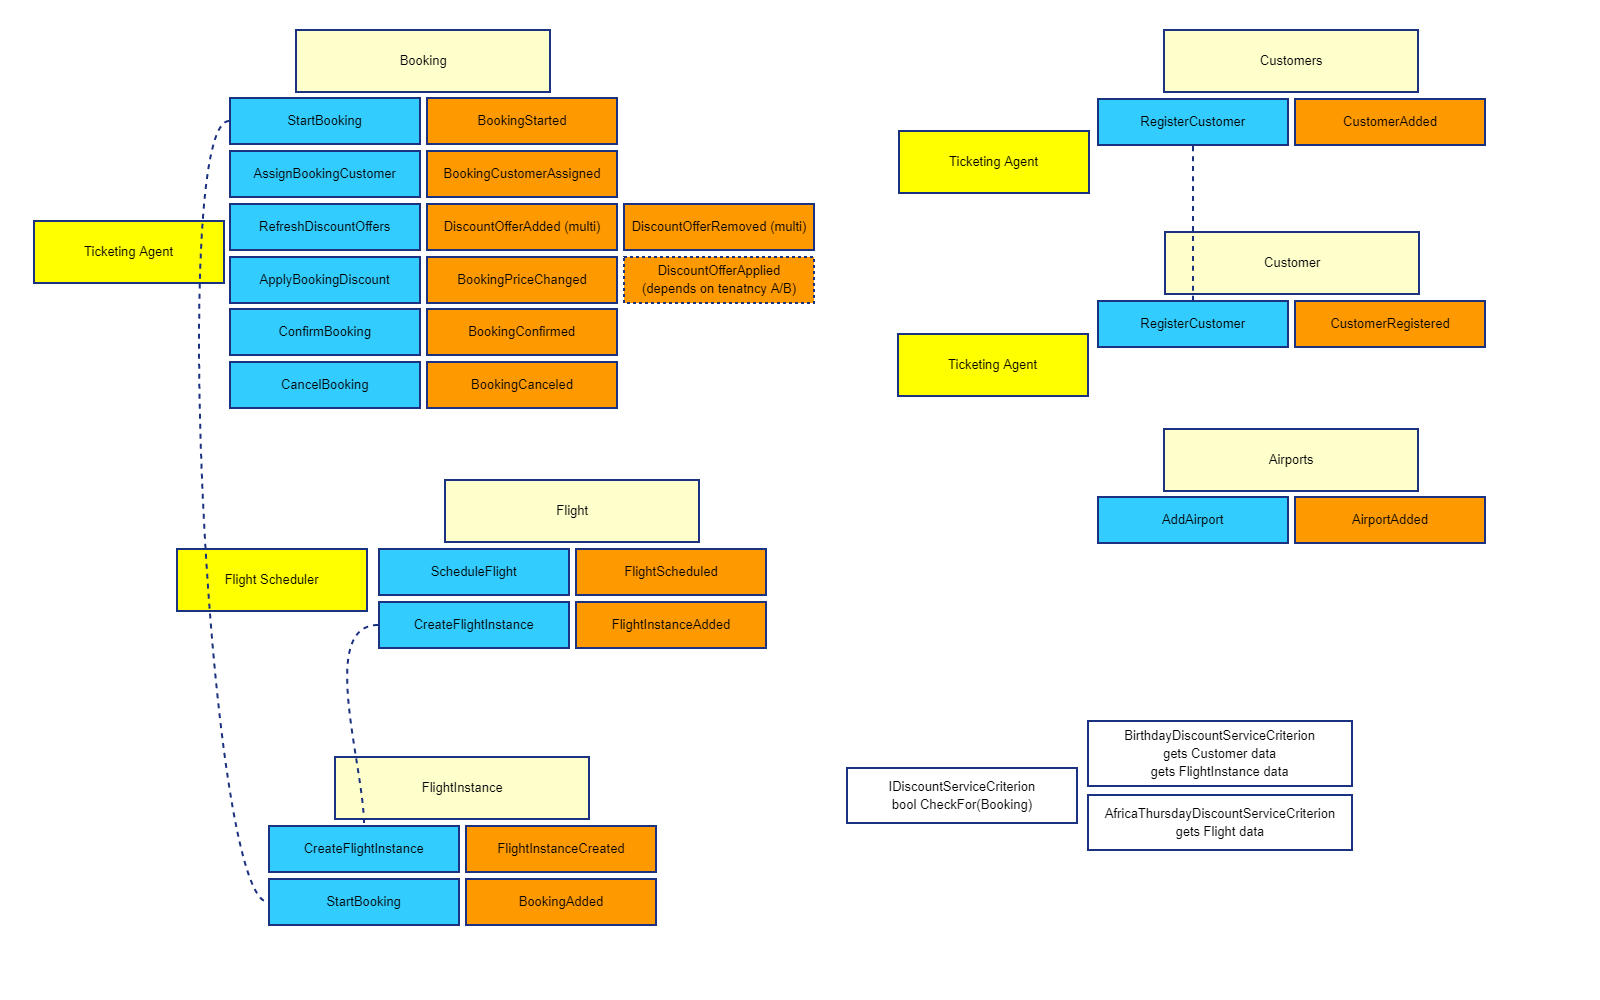 Booking
StartBooking
BookingStarted
AssignBookingCustomer
BookingCustomerAssigned
Ticketing Agent
RefreshDiscountOffers
DiscountOfferAdded (multi)
DiscountOfferRemoved (multi)
ApplyBookingDiscount
BookingPriceChanged
DiscountOfferApplied
(depends on tenatncy A/B)
ConfirmBooking
BookingConfirmed
CancelBooking
BookingCanceled
Customers
Ticketing Agent
RegisterCustomer
CustomerAdded
Customer
Ticketing Agent
RegisterCustomer
CustomerRegistered
Airports
AddAirport
AirportAdded
Flight
Flight Scheduler
ScheduleFlight
FlightScheduled
CreateFlightInstance
FlightInstanceAdded
FlightInstance
CreateFlightInstance
FlightInstanceCreated
StartBooking
BookingAdded
IDiscountServiceCriterion
bool CheckFor(Booking)
BirthdayDiscountServiceCriterion
gets Customer data
gets FlightInstance data
AfricaThursdayDiscountServiceCriterion
gets Flight data